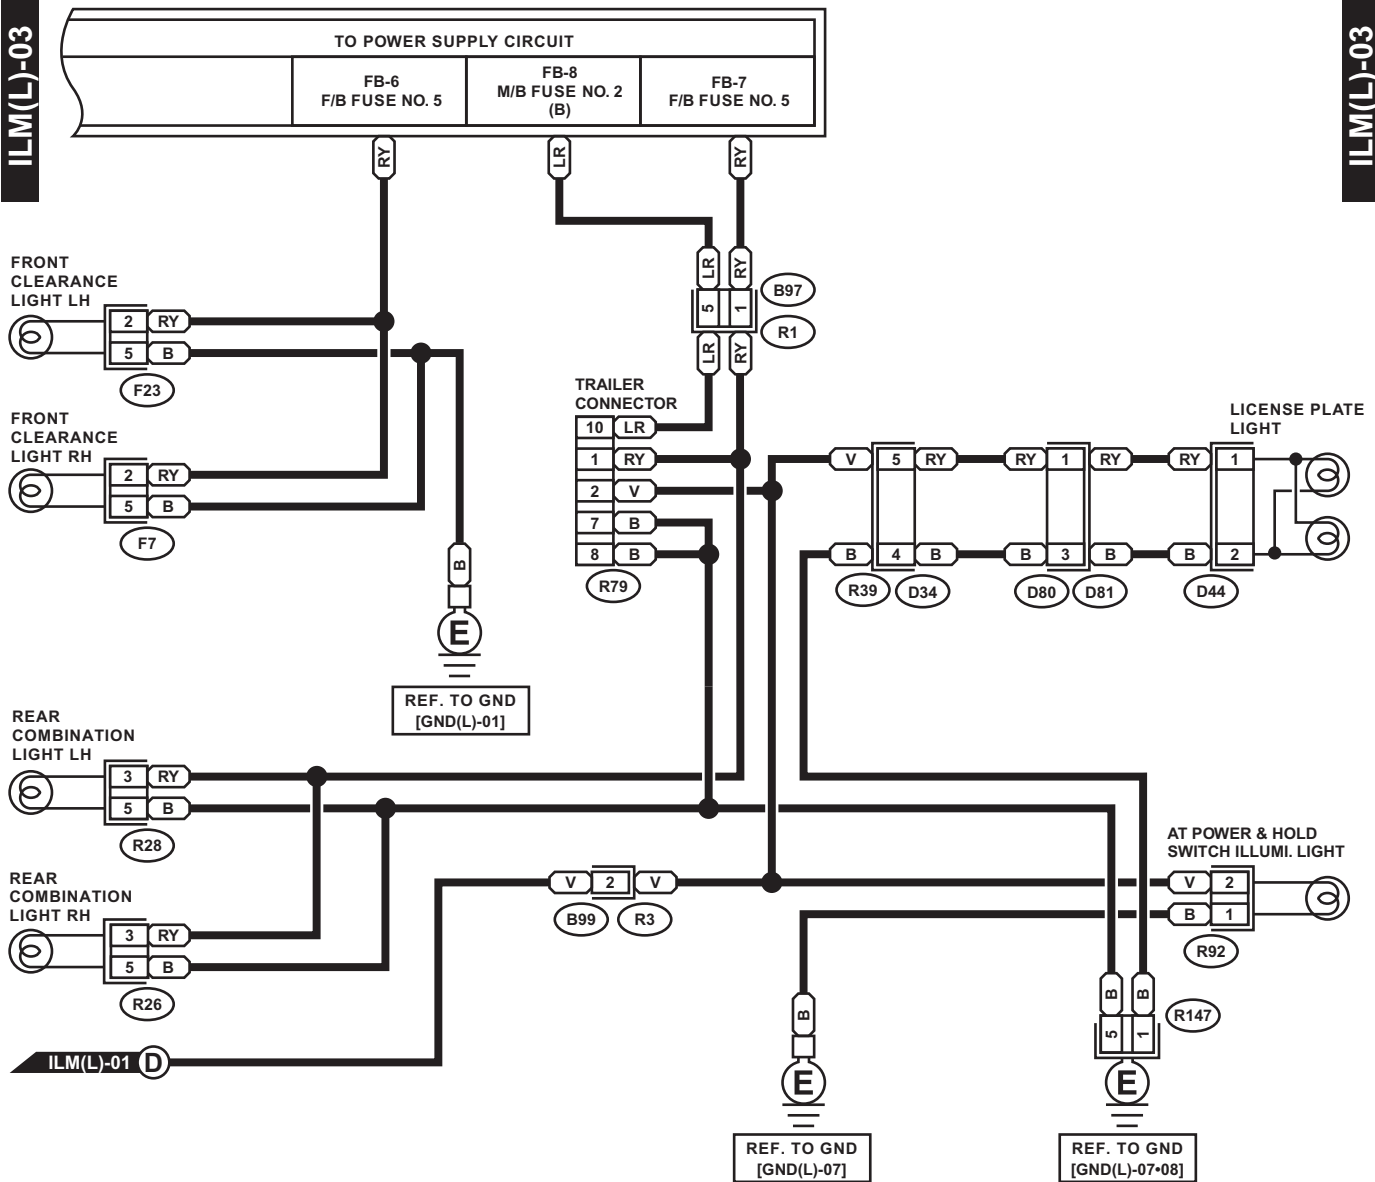 ILM(L)-03
ILM(L)-03
TO POWER SUPPLY CIRCUIT
FB-6
F/B FUSE NO. 5
FB-8
M/B FUSE NO. 2
(B)
FB-7
F/B FUSE NO. 5
RY
LR
RY
FRONT
CLEARANCE
LIGHT LH
2 RY
5 B
F23
FRONT
CLEARANCE
LIGHT RH
2 RY
5 B
F7
B
E
REF. TO GND
[GND(L)-01]
LR RY
5 1
B97
R1
LR RY
TRAILER
CONNECTOR
10 LR
1 RY
2 V
7 B
8 B
R79
LICENSE PLATE
LIGHT
V 5 RY RY 1 RY RY 1
B 4 B B 3 B B 2
R39 D34 D80 D81 D44
REAR
COMBINATION
LIGHT LH
3 RY
5 B
R28
REAR
COMBINATION
LIGHT RH
3 RY
5 B
R26
V 2 V
B99 R3
AT POWER & HOLD
SWITCH ILLUMI. LIGHT
V 2
B 1
R92
ILM(L)-01 D
B
E
REF. TO GND
[GND(L)-07]
B B
5 1
R147
E
REF. TO GND
[GND(L)-07•08]